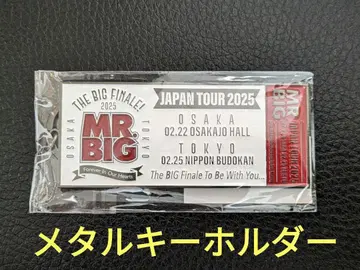 THE BIG FINALE!
2025
OSAKA
TOKYO
MR.
BIG
Forever In Our Hearts
JAPAN TOUR 2025
OSAKA
02.22 OSAKAJO HALL
TOKYO
02.25 NIPPON BUDOKAN
The BIG Finale To Be With You...
MR.
BIG
メタルキーホルダー